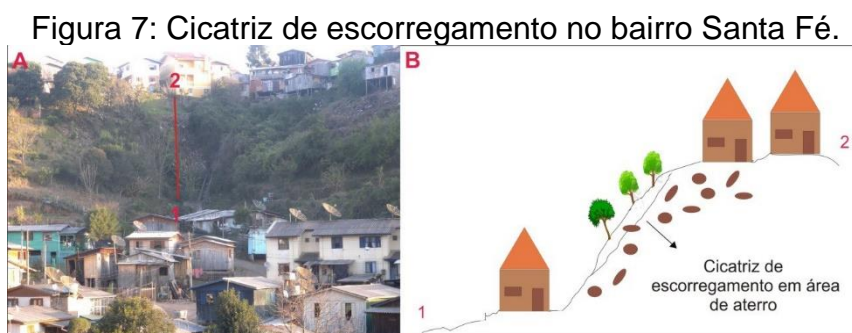 Figura 7: Cicatriz de escorregamento no bairro Santa Fé.
A
2
1
B
2
Cicatriz de
escorregamento em área
de aterro
1